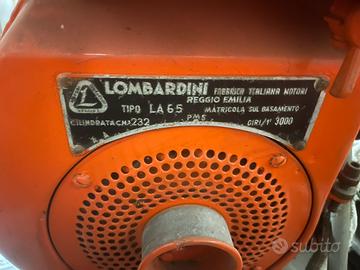 LOMBARDINI FABBRICA ITALIANA MOTORI
REGGIO EMILIA
TIPO LA 65 MATRICOLA SUL BASAMENTO
CILINDRATA CM3 232 PMS GIRI/1' 3000
subito